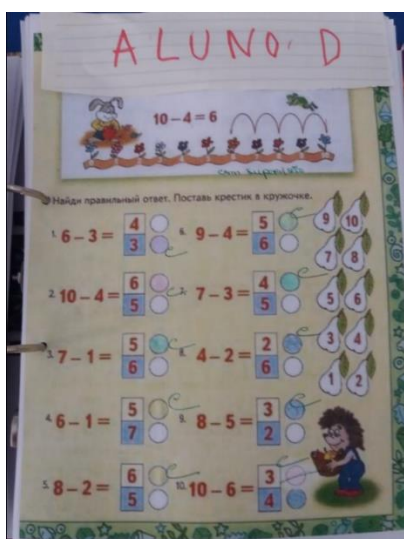 ALUNO D
10 – 4 = 6
Найди правильный ответ. Поставь крестик в кружочке.
1. 6 – 3 = 4 3
6. 9 – 4 = 5 6
2. 10 – 4 = 6 5
7. 7 – 3 = 4 5
3. 7 – 1 = 5 6
8. 4 – 2 = 2 6
4. 6 – 1 = 5 7
9. 8 – 5 = 3 2
5. 8 – 2 = 6 5
10. 10 – 6 = 3 4
9 10
7 8
5 6
3 4
1 2